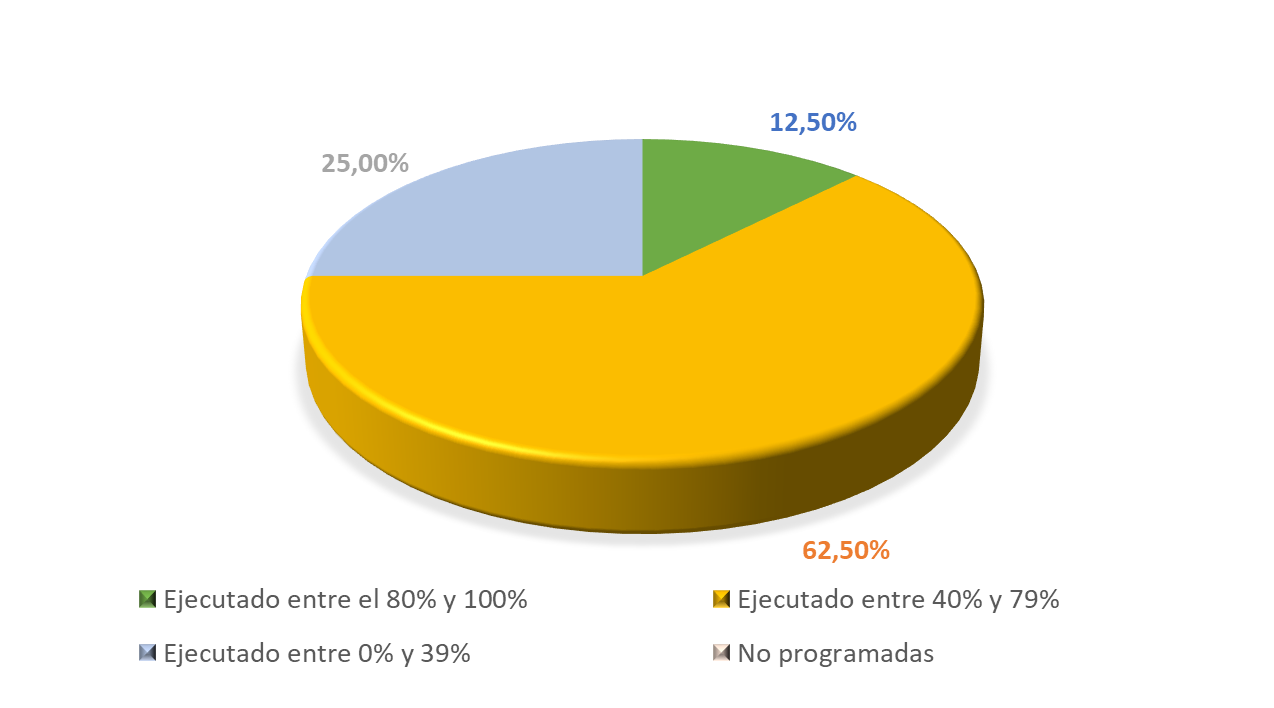 12,50%
25,00%
62,50%
Ejecutado entre el 80% y 100%
Ejecutado entre 40% y 79%
Ejecutado entre 0% y 39%
No programadas